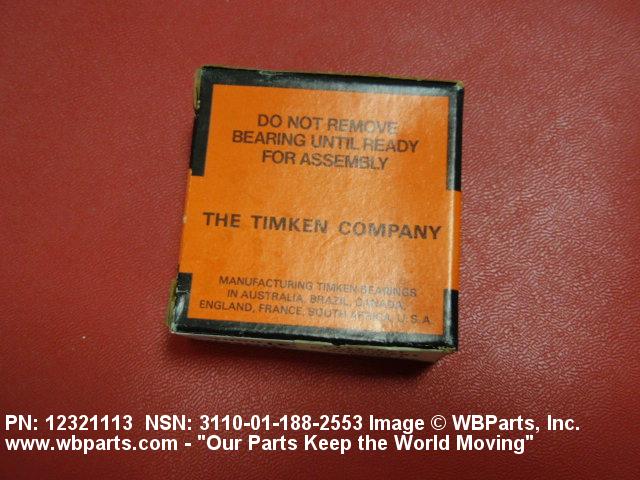 DO NOT REMOVE
BEARING UNTIL READY
FOR ASSEMBLY
THE TIMKEN COMPANY
MANUFACTURING TIMKEN BEARINGS
IN AUSTRALIA, BRAZIL, CANADA,
ENGLAND, FRANCE, SOUTH AFRICA, U.S.A.
PN: 12321113 NSN: 3110-01-188-2553 Image © WBParts, Inc.
www.wbparts.com - "Our Parts Keep the World Moving"